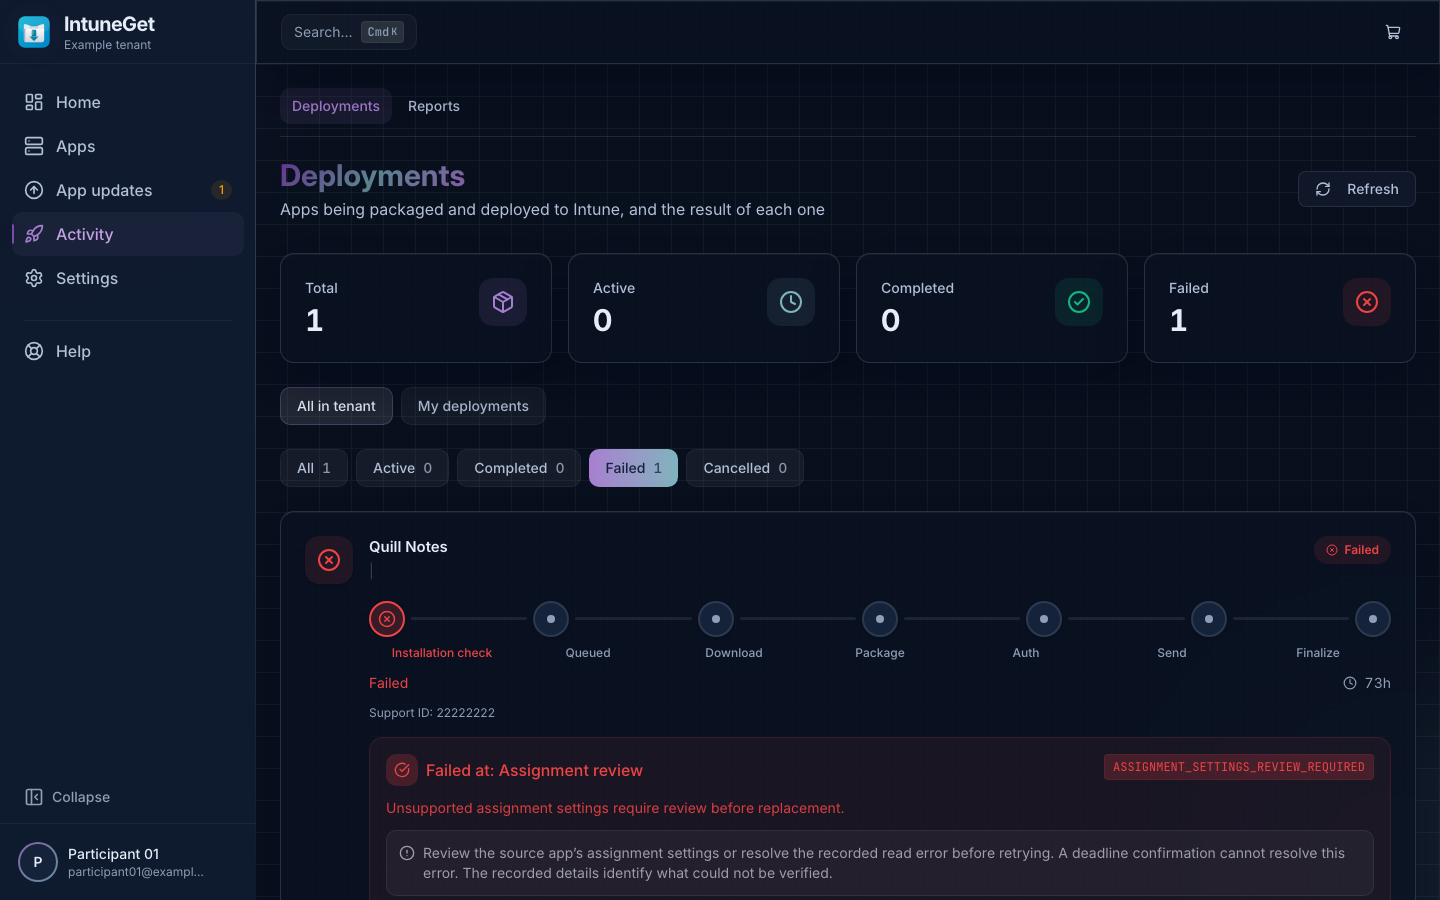 IntuneGet
Example tenant
Search...
Cmd K
Home
Apps
App updates
1
Activity
Settings
Help
Collapse
P
Participant 01
participant01@exampl...
Deployments
Reports
Deployments
Apps being packaged and deployed to Intune, and the result of each one
Refresh
Total
1
Active
0
Completed
0
Failed
1
All in tenant
My deployments
All 1
Active 0
Completed 0
Failed 1
Cancelled 0
Quill Notes
Failed
Installation check
Queued
Download
Package
Auth
Send
Finalize
Failed
73h
Support ID: 22222222
Failed at: Assignment review
ASSIGNMENT_SETTINGS_REVIEW_REQUIRED
Unsupported assignment settings require review before replacement.
Review the source app's assignment settings or resolve the recorded read error before retrying. A deadline confirmation cannot resolve this
error. The recorded details identify what could not be verified.